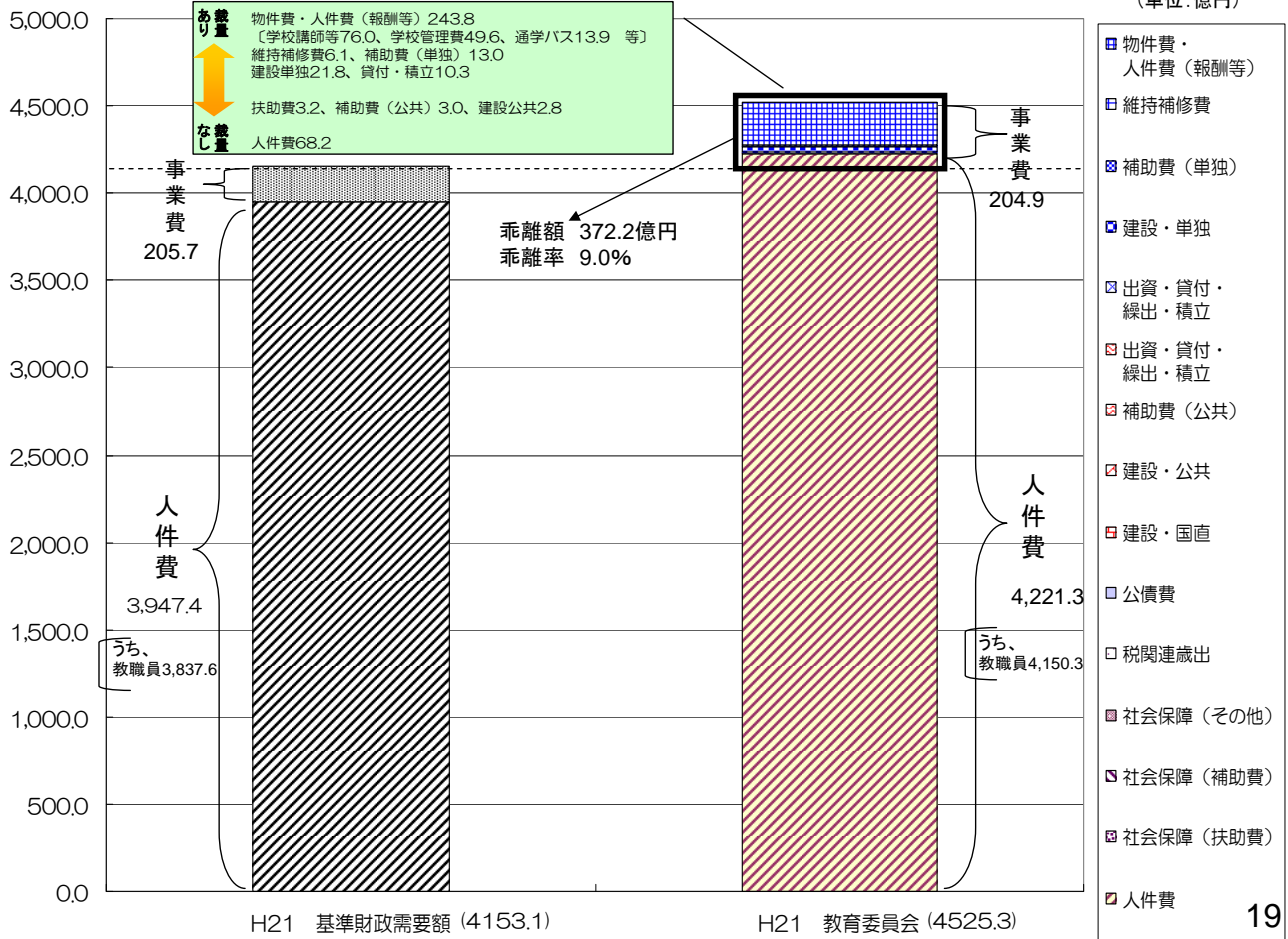 (単位:億円)
裁量あり
物件費・人件費(報酬等)243.8
〔学校講師等76.0、学校管理費49.6、通学バス13.9 等〕
維持補修費6.1、補助費(単独)13.0
建設単独21.8、貸付・積立10.3
扶助費3.2、補助費(公共)3.0、建設公共2.8
裁量なし
人件費68.2
5,000.0
4,500.0
4,000.0
3,500.0
3,000.0
2,500.0
2,000.0
1,500.0
1,000.0
500.0
0.0
事業費
205.7
人件費
3,947.4
うち、
教職員3,837.6
乖離額 372.2億円
乖離率 9.0%
事業費
204.9
人件費
4,221.3
うち、
教職員4,150.3
H21 基準財政需要額 (4153.1)
H21 教育委員会 (4525.3)
物件費・
人件費(報酬等)
維持補修費
補助費(単独)
建設・単独
出資・貸付・
繰出・積立
出資・貸付・
繰出・積立
補助費(公共)
建設・公共
建設・国直
公債費
税関連歳出
社会保障(その他)
社会保障(補助費)
社会保障(扶助費)
人件費
19